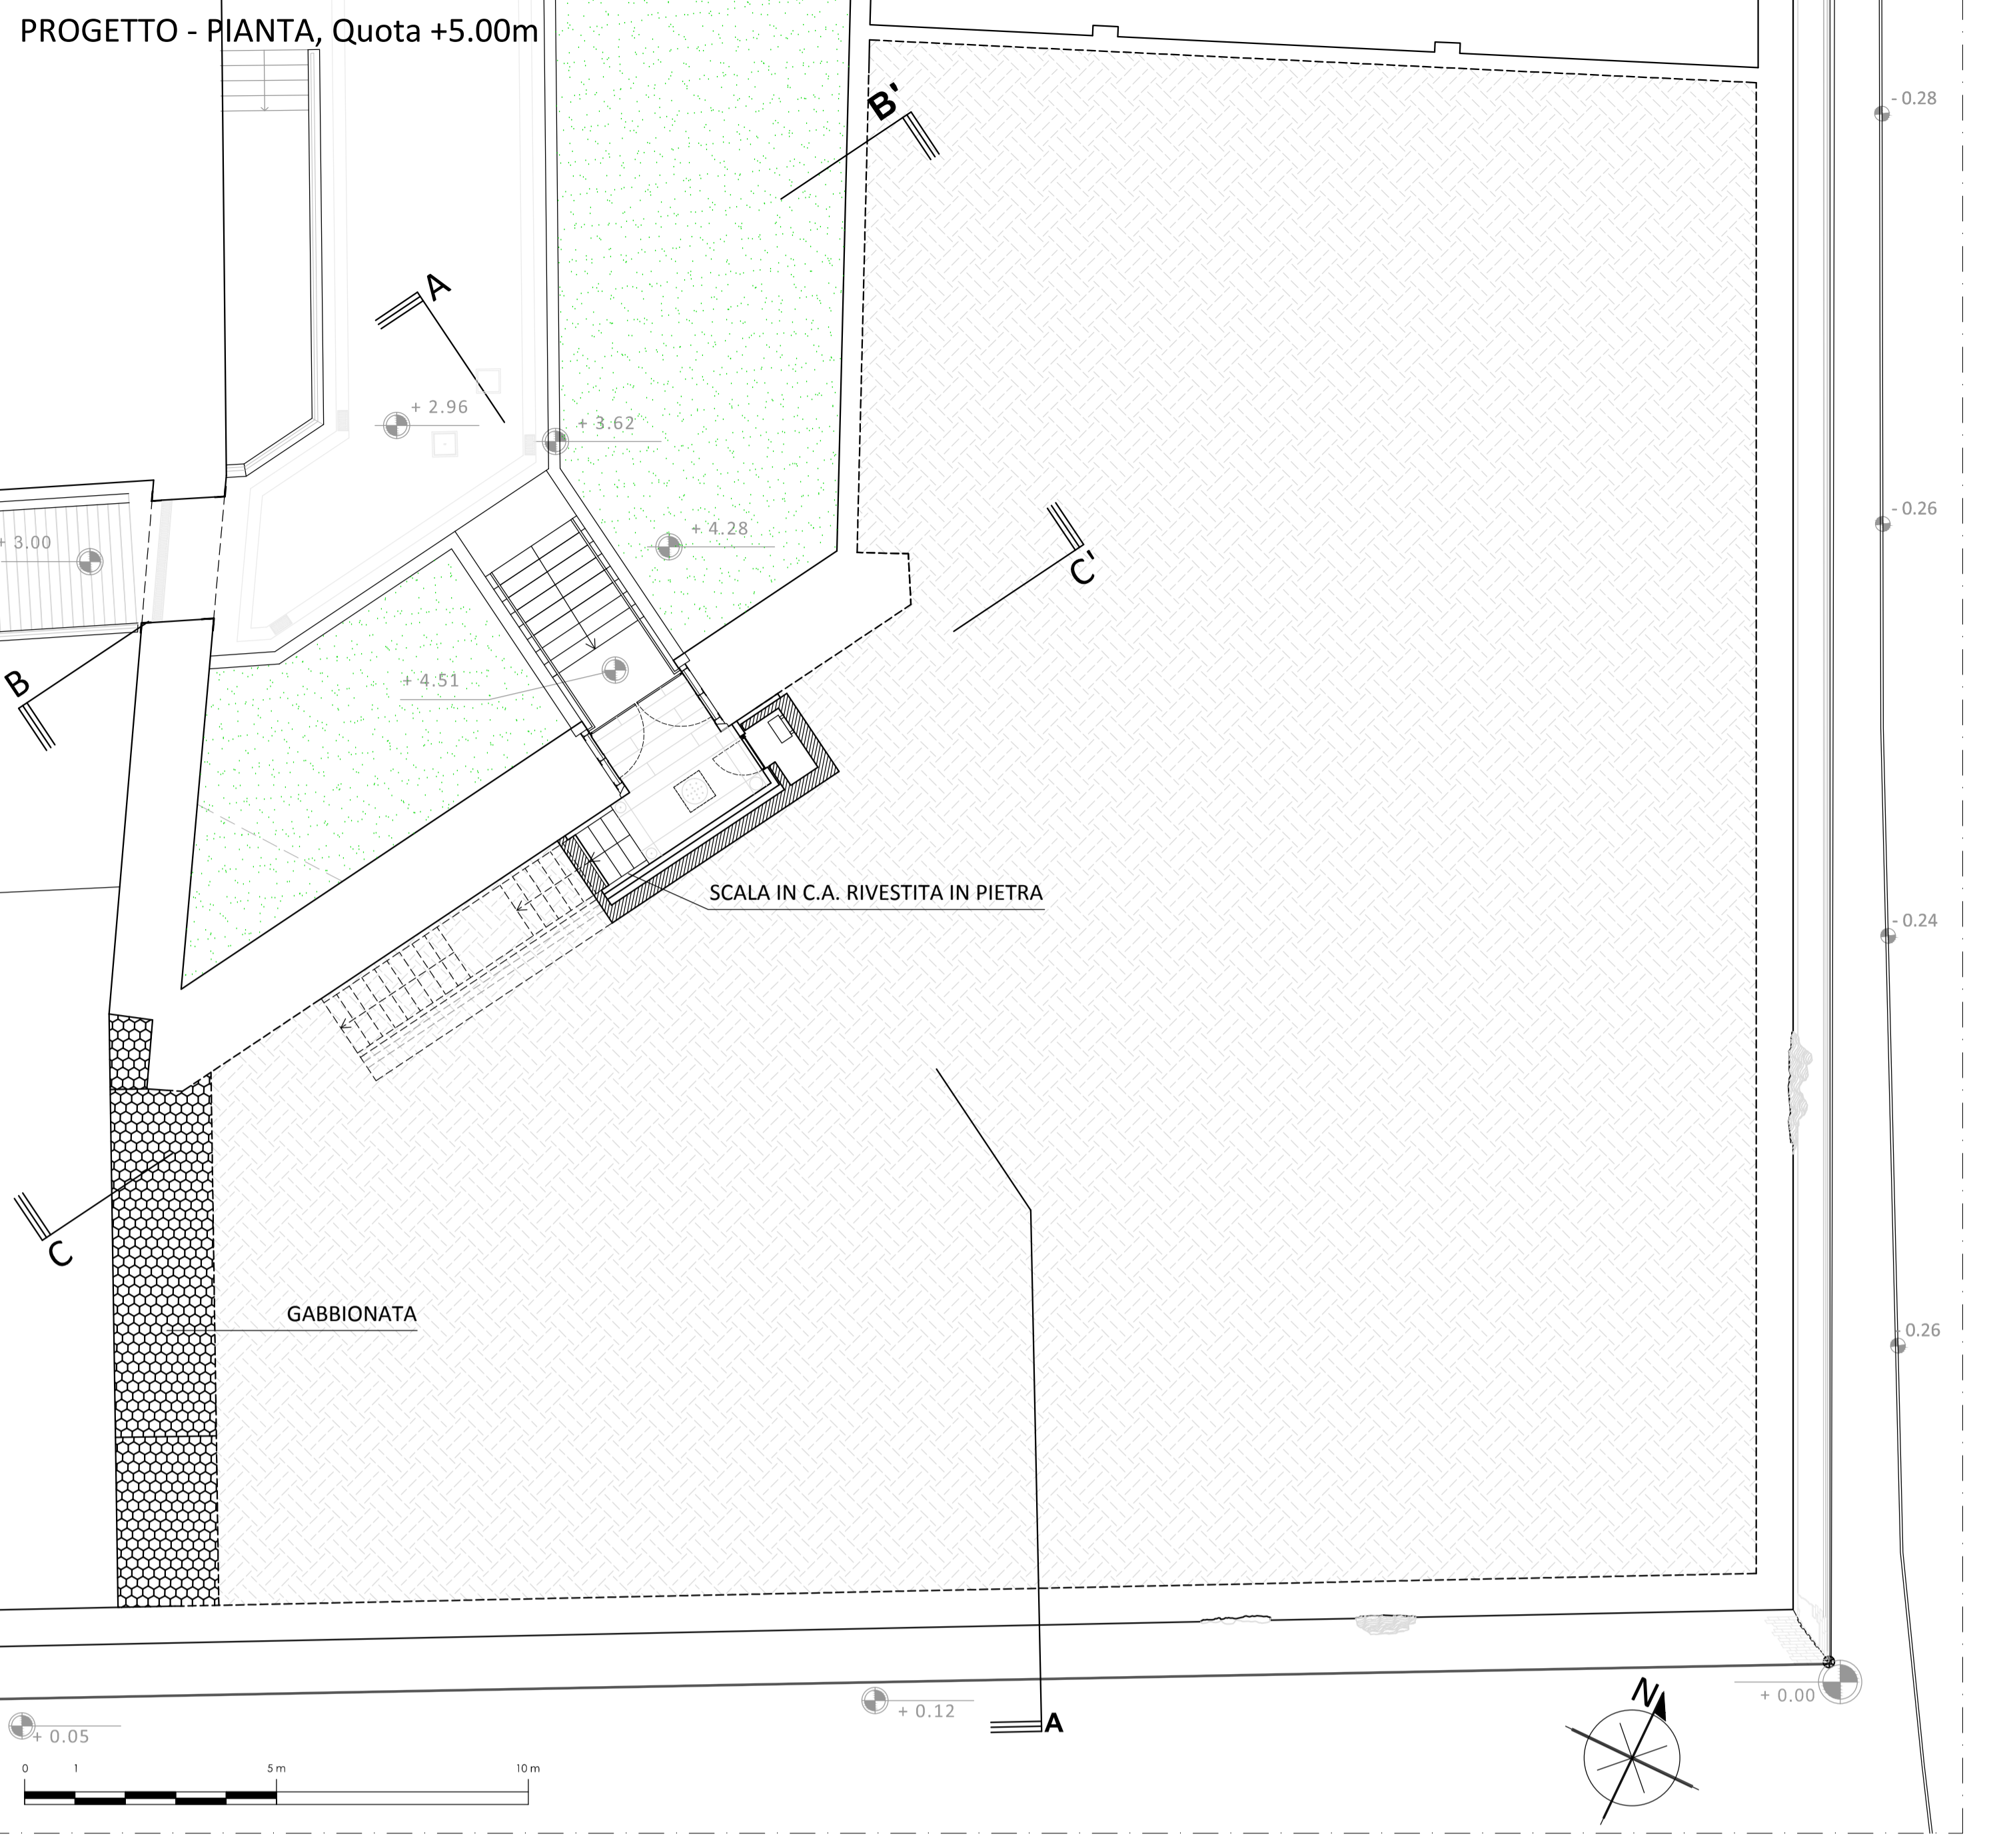 PROGETTO - PIANTA, Quota +5.00m
- 0.28
B'
A
+ 2.96
+ 3.62
- 0.26
+ 4.28
+ 3.00
C'
B
+ 4.51
SCALA IN C.A. RIVESTITA IN PIETRA
- 0.24
C
GABBIONATA
- 0.26
N
+ 0.00
+ 0.12
A
+ 0.05
0 1 5 m 10 m